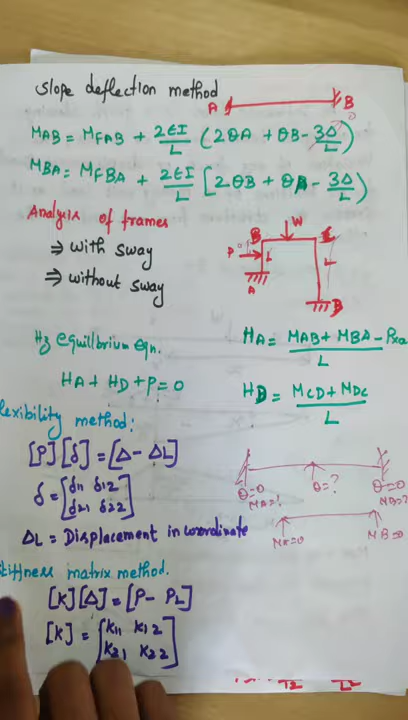 slope deflection method
A B
MAB = MFAB + 2EI/L (2θA + θB - 3Δ/L)
MBA = MFBA + 2EI/L [2θB + θA - 3Δ/L]
Analysis of frames
⇒ with sway
⇒ without sway
W
B C
P L L
A
D
Hz equilbrium eqn.
HA + HD + P = 0
HA = MAB + MBA - Pxa / L
HD = MCD + MDC / L
lexibility method:
[P] [δ] = [Δ - ΔL]
δ = [δ11 δ12
δ21 δ22]
ΔL = Displacement in coordinate
θ=0 θ=? θ=0
MA=? MB=?
MA=0 MB=0
stiffness matrix method.
[K] [Δ] = [P - PL]
[K] = [K11 K12
K21 K22]